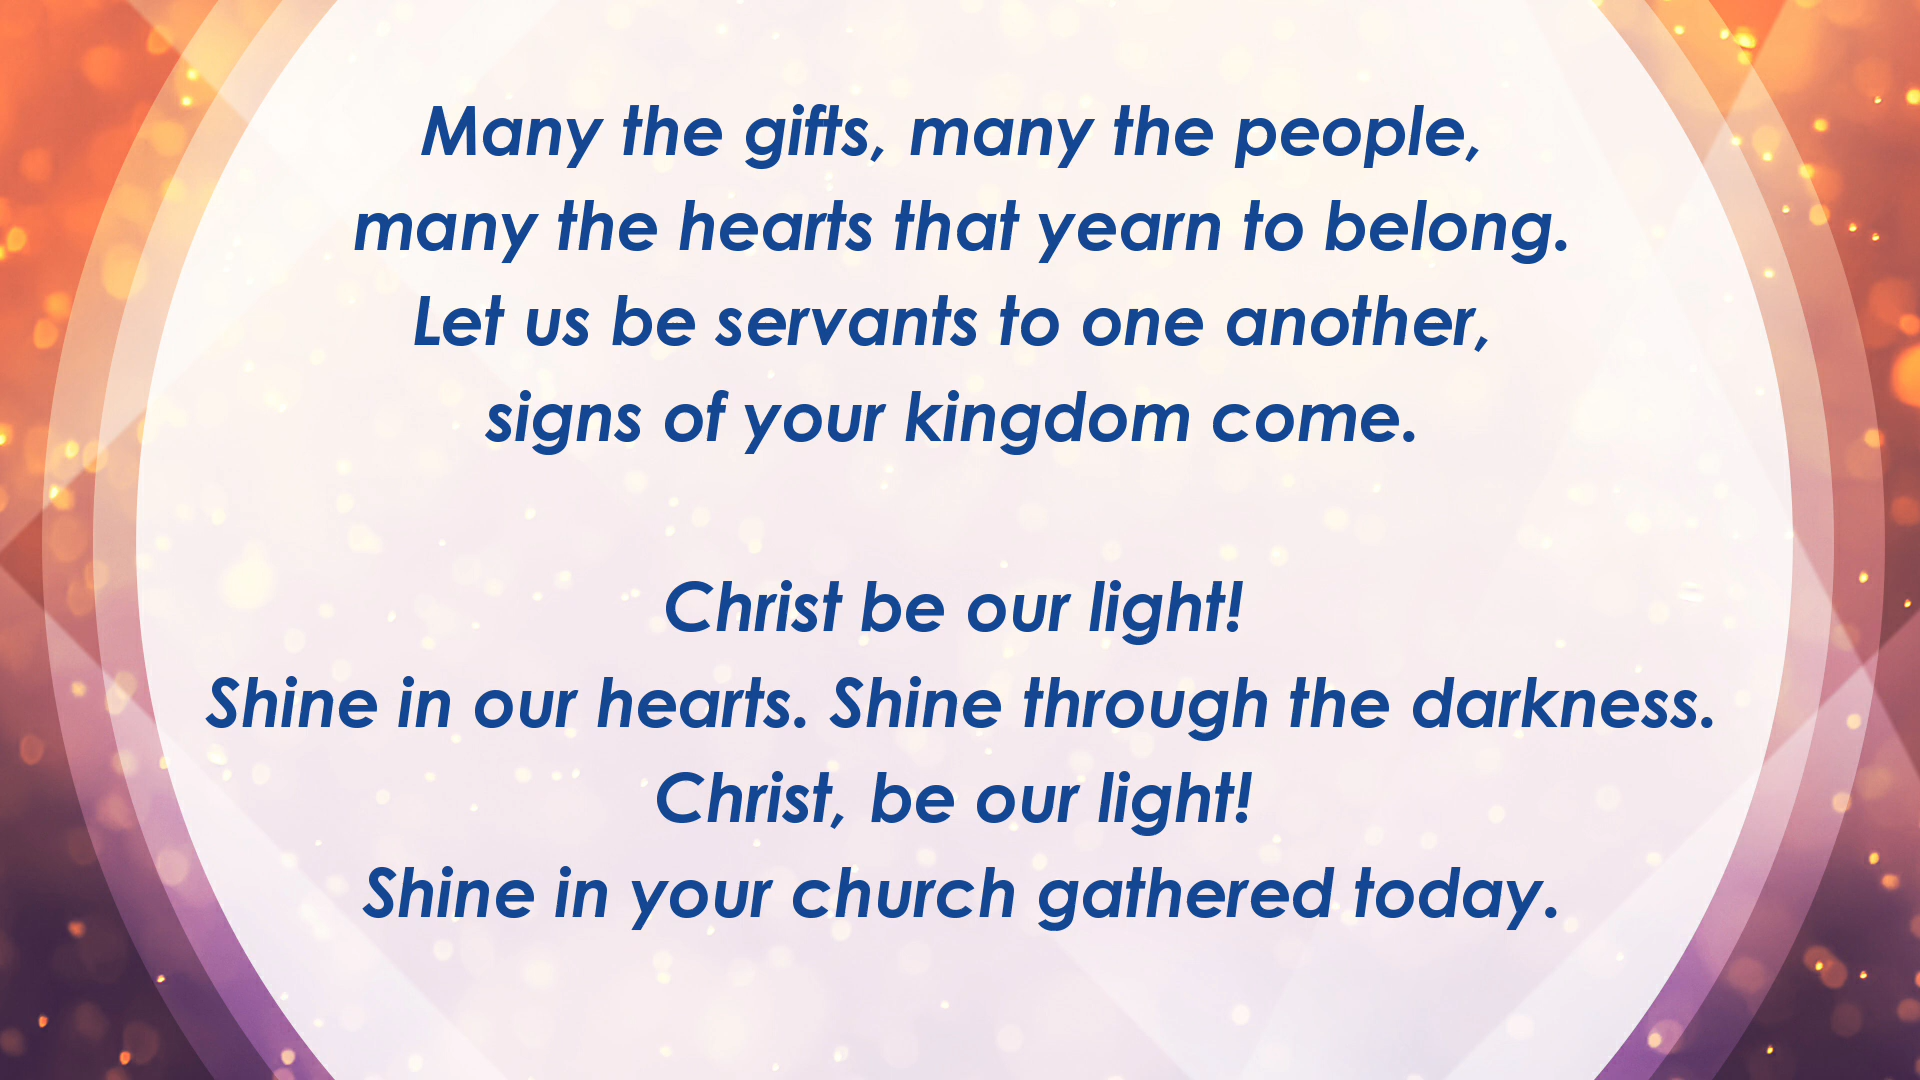 Many the gifts, many the people,
many the hearts that yearn to belong.
Let us be servants to one another,
signs of your kingdom come.
Christ be our light!
Shine in our hearts. Shine through the darkness.
Christ, be our light!
Shine in your church gathered today.